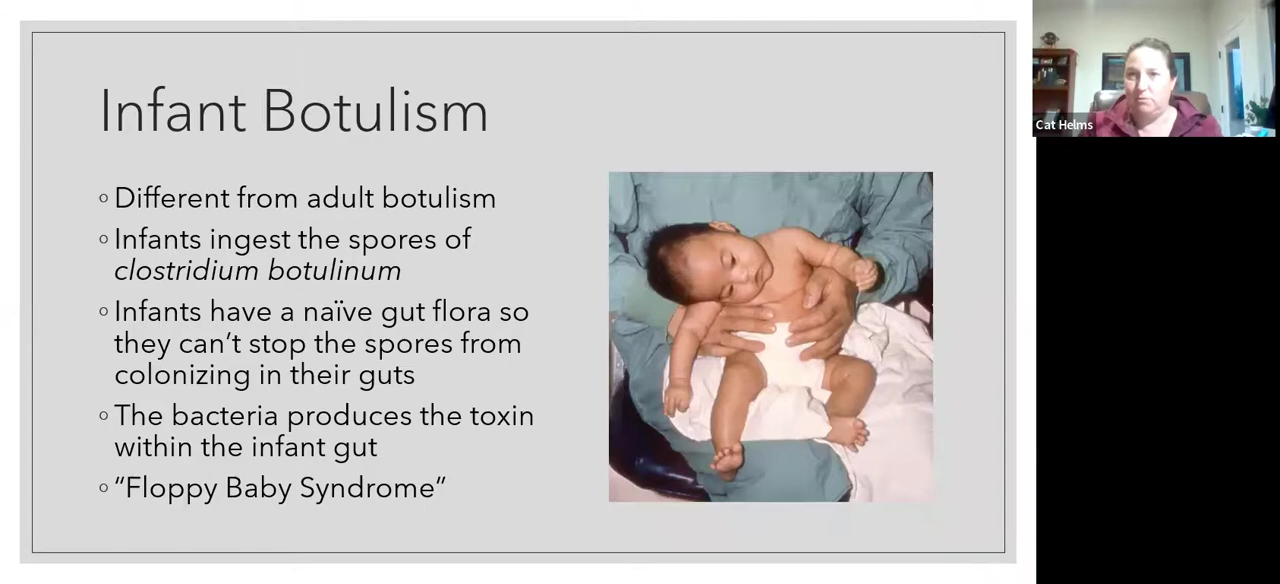 Infant Botulism
◦ Different from adult botulism
◦ Infants ingest the spores of
clostridium botulinum
◦ Infants have a naïve gut flora so
they can’t stop the spores from
colonizing in their guts
◦ The bacteria produces the toxin
within the infant gut
◦ “Floppy Baby Syndrome”
Cat Helms